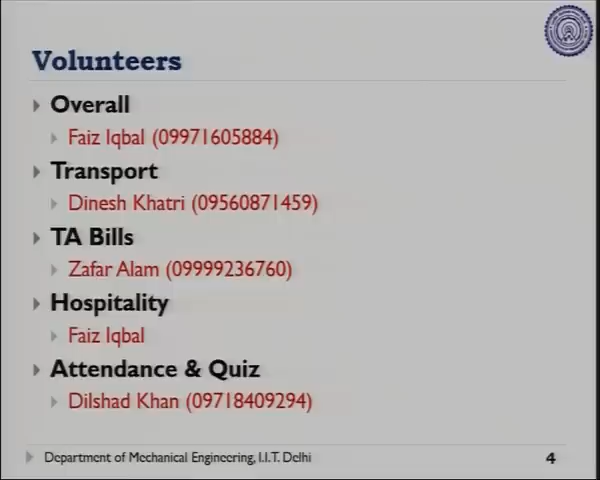 Volunteers
Overall
Faiz Iqbal (09971605884)
Transport
Dinesh Khatri (09560871459)
TA Bills
Zafar Alam (09999236760)
Hospitality
Faiz Iqbal
Attendance & Quiz
Dilshad Khan (09718409294)
Department of Mechanical Engineering, I.I.T. Delhi
4